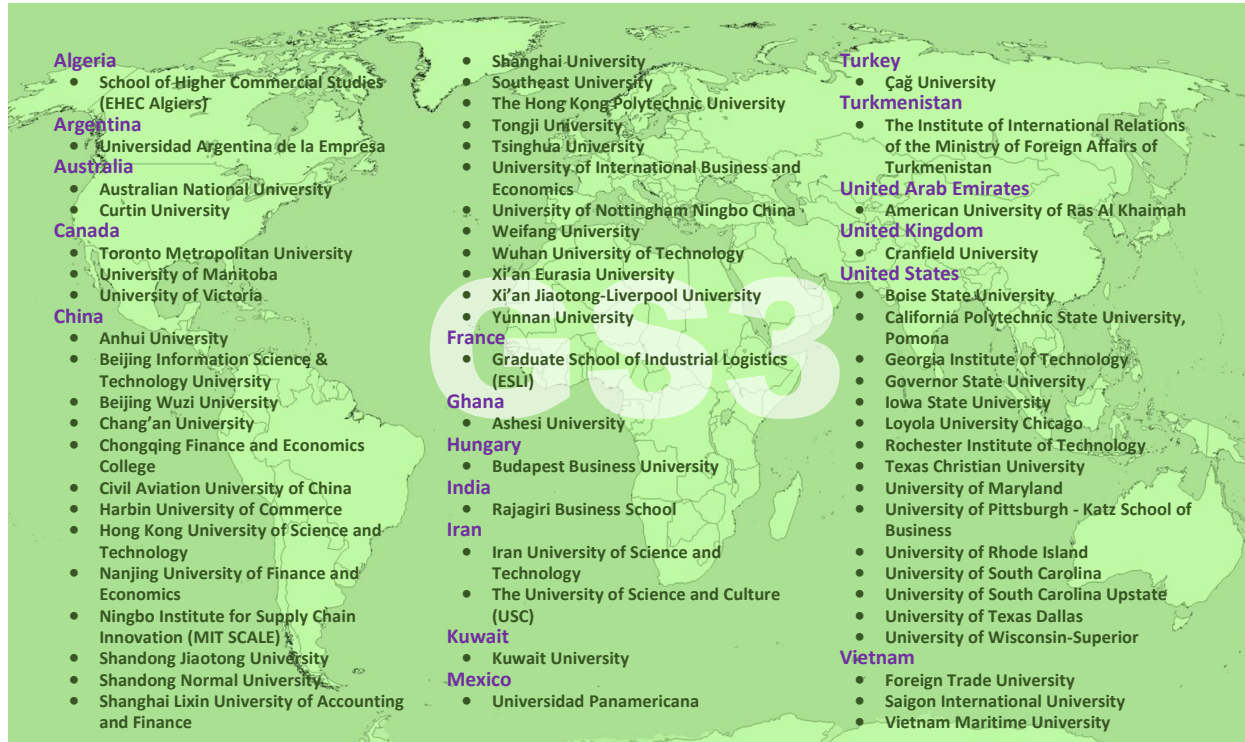 Algeria
• School of Higher Commercial Studies
(EHEC Algiers)
Argentina
• Universidad Argentina de la Empresa
Australia
• Australian National University
• Curtin University
Canada
• Toronto Metropolitan University
• University of Manitoba
• University of Victoria
China
• Anhui University
• Beijing Information Science &
Technology University
• Beijing Wuzi University
• Chang’an University
• Chongqing Finance and Economics
College
• Civil Aviation University of China
• Harbin University of Commerce
• Hong Kong University of Science and
Technology
• Nanjing University of Finance and
Economics
• Ningbo Institute for Supply Chain
Innovation (MIT SCALE)
• Shandong Jiaotong University
• Shandong Normal University
• Shanghai Lixin University of Accounting
and Finance
• Shanghai University
• Southeast University
• The Hong Kong Polytechnic University
• Tongji University
• Tsinghua University
• University of International Business and
Economics
• University of Nottingham Ningbo China
• Weifang University
• Wuhan University of Technology
• Xi’an Eurasia University
• Xi’an Jiaotong-Liverpool University
• Yunnan University
France
• Graduate School of Industrial Logistics
(ESLI)
Ghana
• Ashesi University
Hungary
• Budapest Business University
India
• Rajagiri Business School
Iran
• Iran University of Science and
Technology
• The University of Science and Culture
(USC)
Kuwait
• Kuwait University
Mexico
• Universidad Panamericana
GS3
Turkey
• Çağ University
Turkmenistan
• The Institute of International Relations
of the Ministry of Foreign Affairs of
Turkmenistan
United Arab Emirates
• American University of Ras Al Khaimah
United Kingdom
• Cranfield University
United States
• Boise State University
• California Polytechnic State University,
Pomona
• Georgia Institute of Technology
• Governor State University
• Iowa State University
• Loyola University Chicago
• Rochester Institute of Technology
• Texas Christian University
• University of Maryland
• University of Pittsburgh - Katz School of
Business
• University of Rhode Island
• University of South Carolina
• University of South Carolina Upstate
• University of Texas Dallas
• University of Wisconsin-Superior
Vietnam
• Foreign Trade University
• Saigon International University
• Vietnam Maritime University